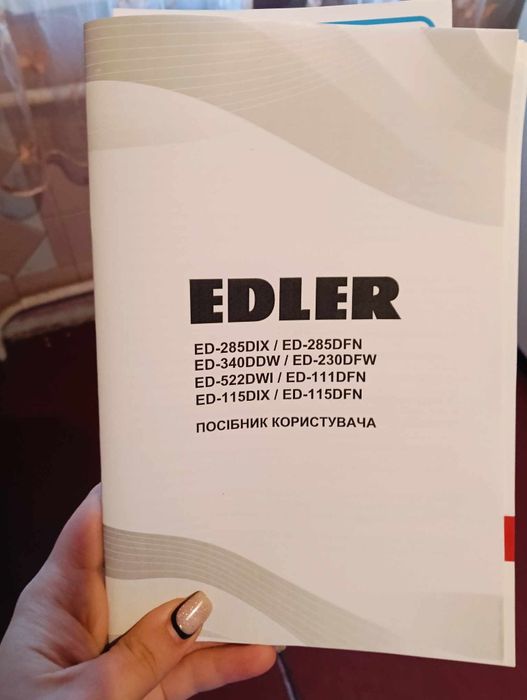 EDLER
ED-285DIX / ED-285DFN
ED-340DDW / ED-230DFW
ED-522DWI / ED-111DFN
ED-115DIX / ED-115DFN
ПОСІБНИК КОРИСТУВАЧА